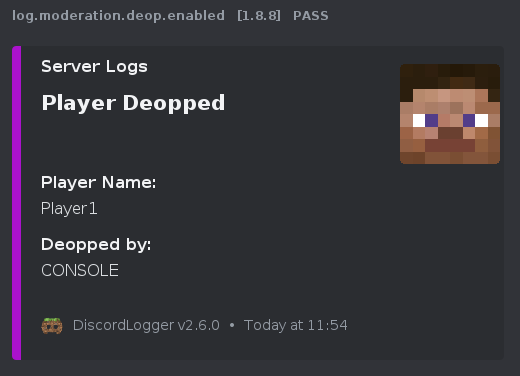 log.moderation.deop.enabled [1.8.8] PASS
Server Logs
Player Deopped
Player Name:
Player1
Deopped by:
CONSOLE
DiscordLogger v2.6.0 • Today at 11:54